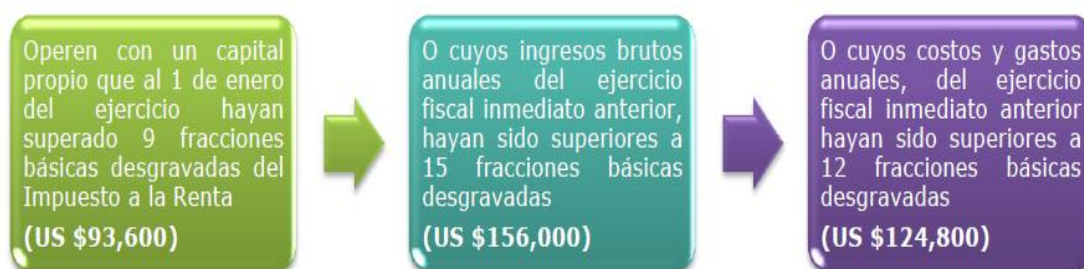 Operen con un capital
propio que al 1 de enero
del ejercicio hayan
superado 9 fracciones
básicas desgravadas del
Impuesto a la Renta
(US $93,600)
O cuyos ingresos brutos
anuales del ejercicio
fiscal inmediato anterior,
hayan sido superiores a
15 fracciones básicas
desgravadas
(US $156,000)
O cuyos costos y gastos
anuales, del ejercicio
fiscal inmediato anterior
hayan sido superiores a
12 fracciones básicas
desgravadas
(US $124,800)